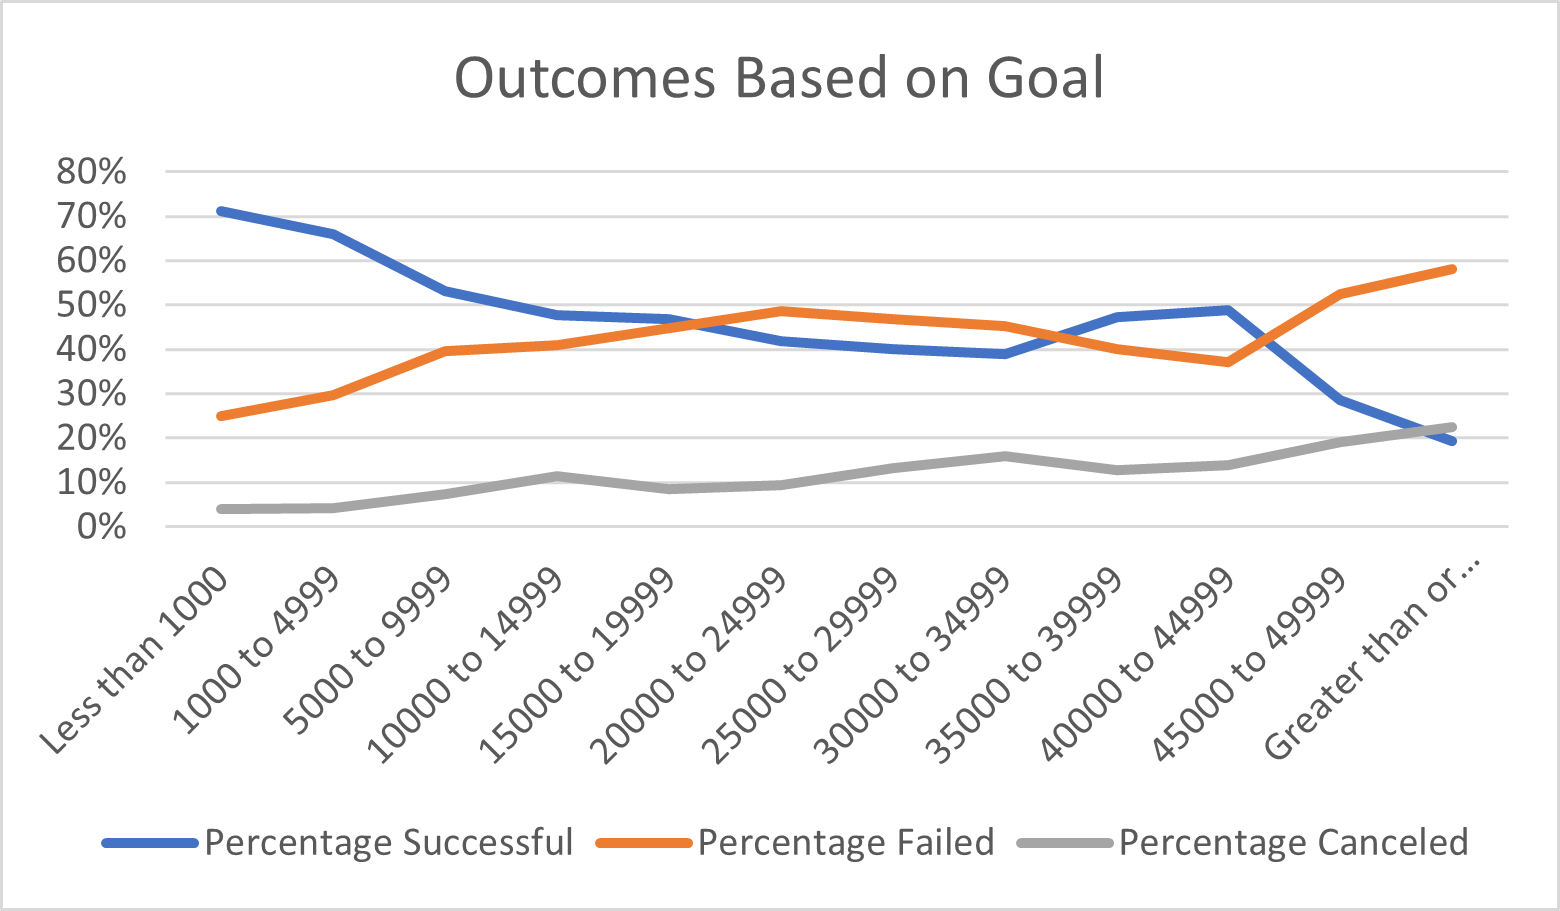 Outcomes Based on Goal
80%
70%
60%
50%
40%
30%
20%
10%
0%
Less than 1000
1000 to 4999
5000 to 9999
10000 to 14999
15000 to 19999
20000 to 24999
25000 to 29999
30000 to 34999
35000 to 39999
40000 to 44999
45000 to 49999
Greater than or...
Percentage Successful
Percentage Failed
Percentage Canceled